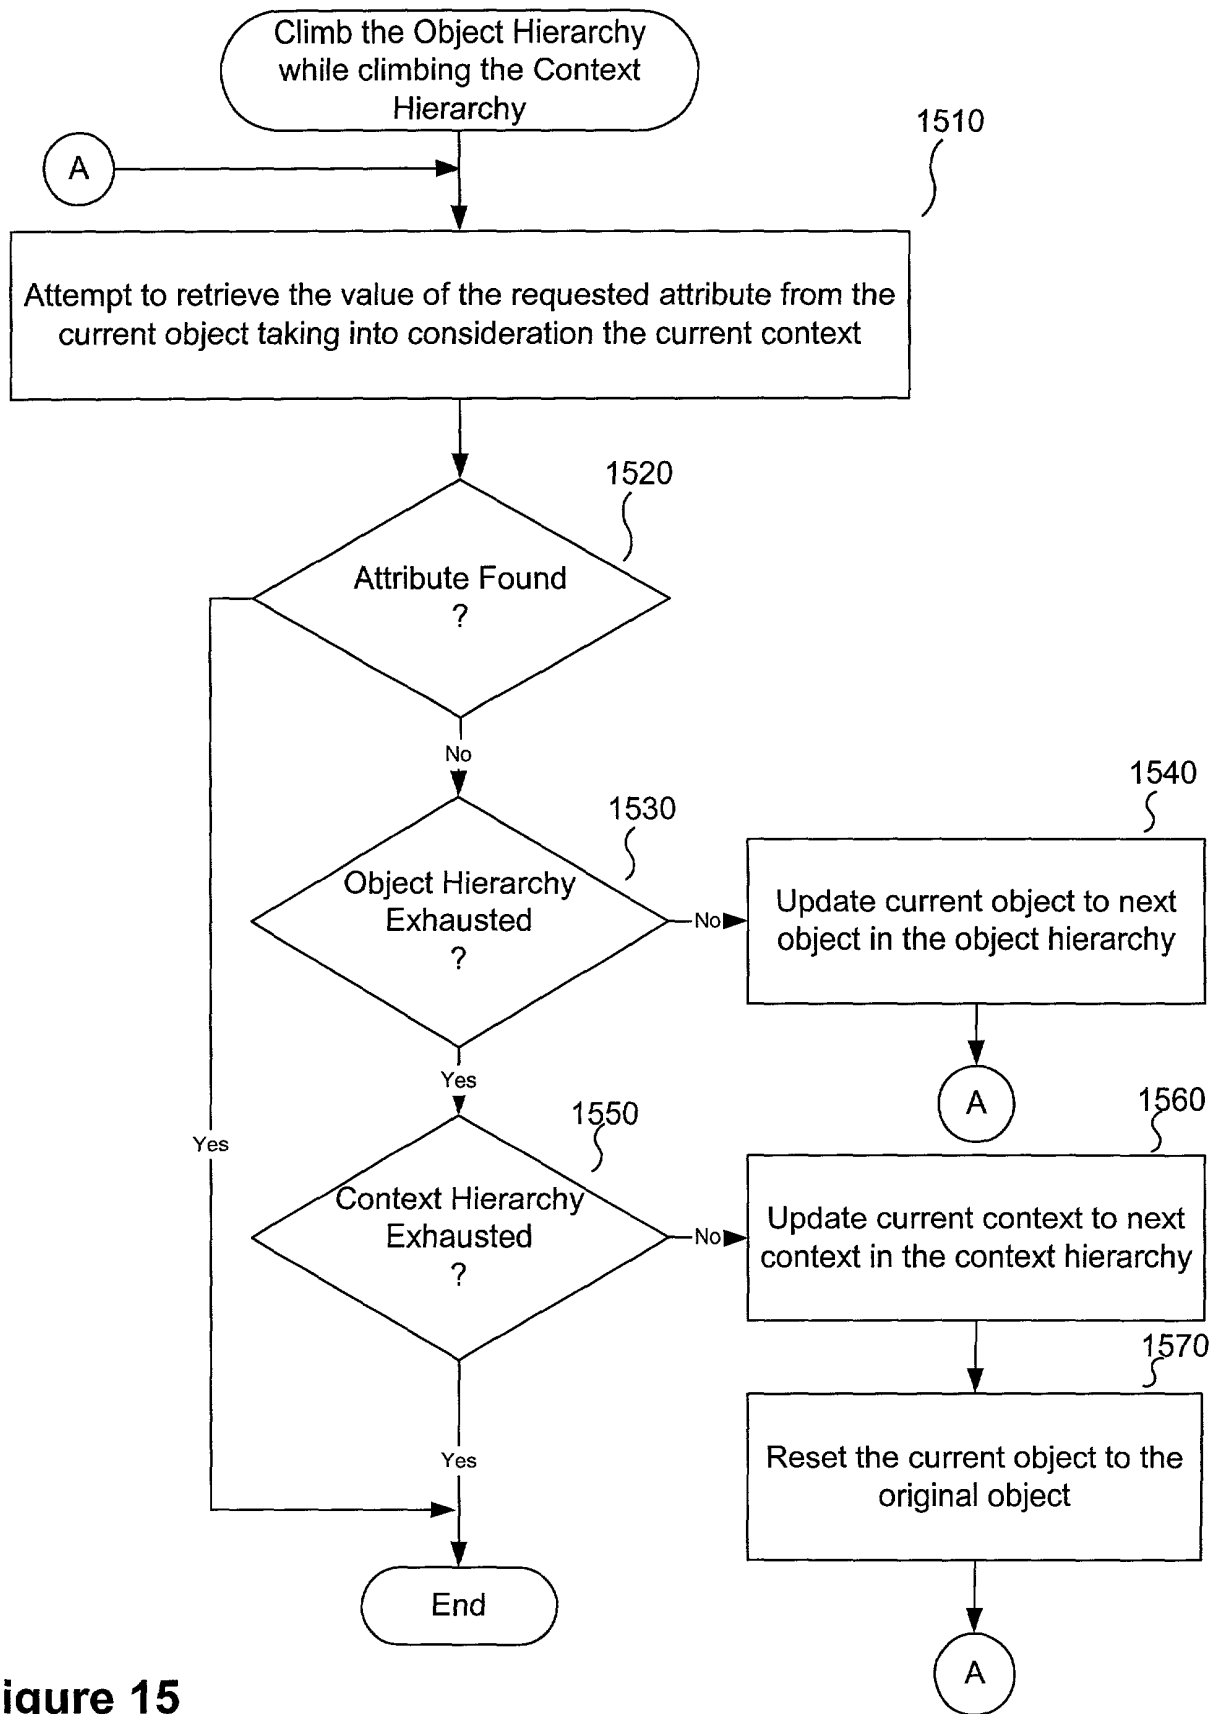 Climb the Object Hierarchy
while climbing the Context
Hierarchy
A
1510
Attempt to retrieve the value of the requested attribute from the
current object taking into consideration the current context
1520
Attribute Found
?
No
1530
Object Hierarchy
Exhausted
?
No
1540
Update current object to next
object in the object hierarchy
A
Yes
Yes
1550
Context Hierarchy
Exhausted
?
No
1560
Update current context to next
context in the context hierarchy
1570
Reset the current object to the
original object
A
Yes
End
igure 15